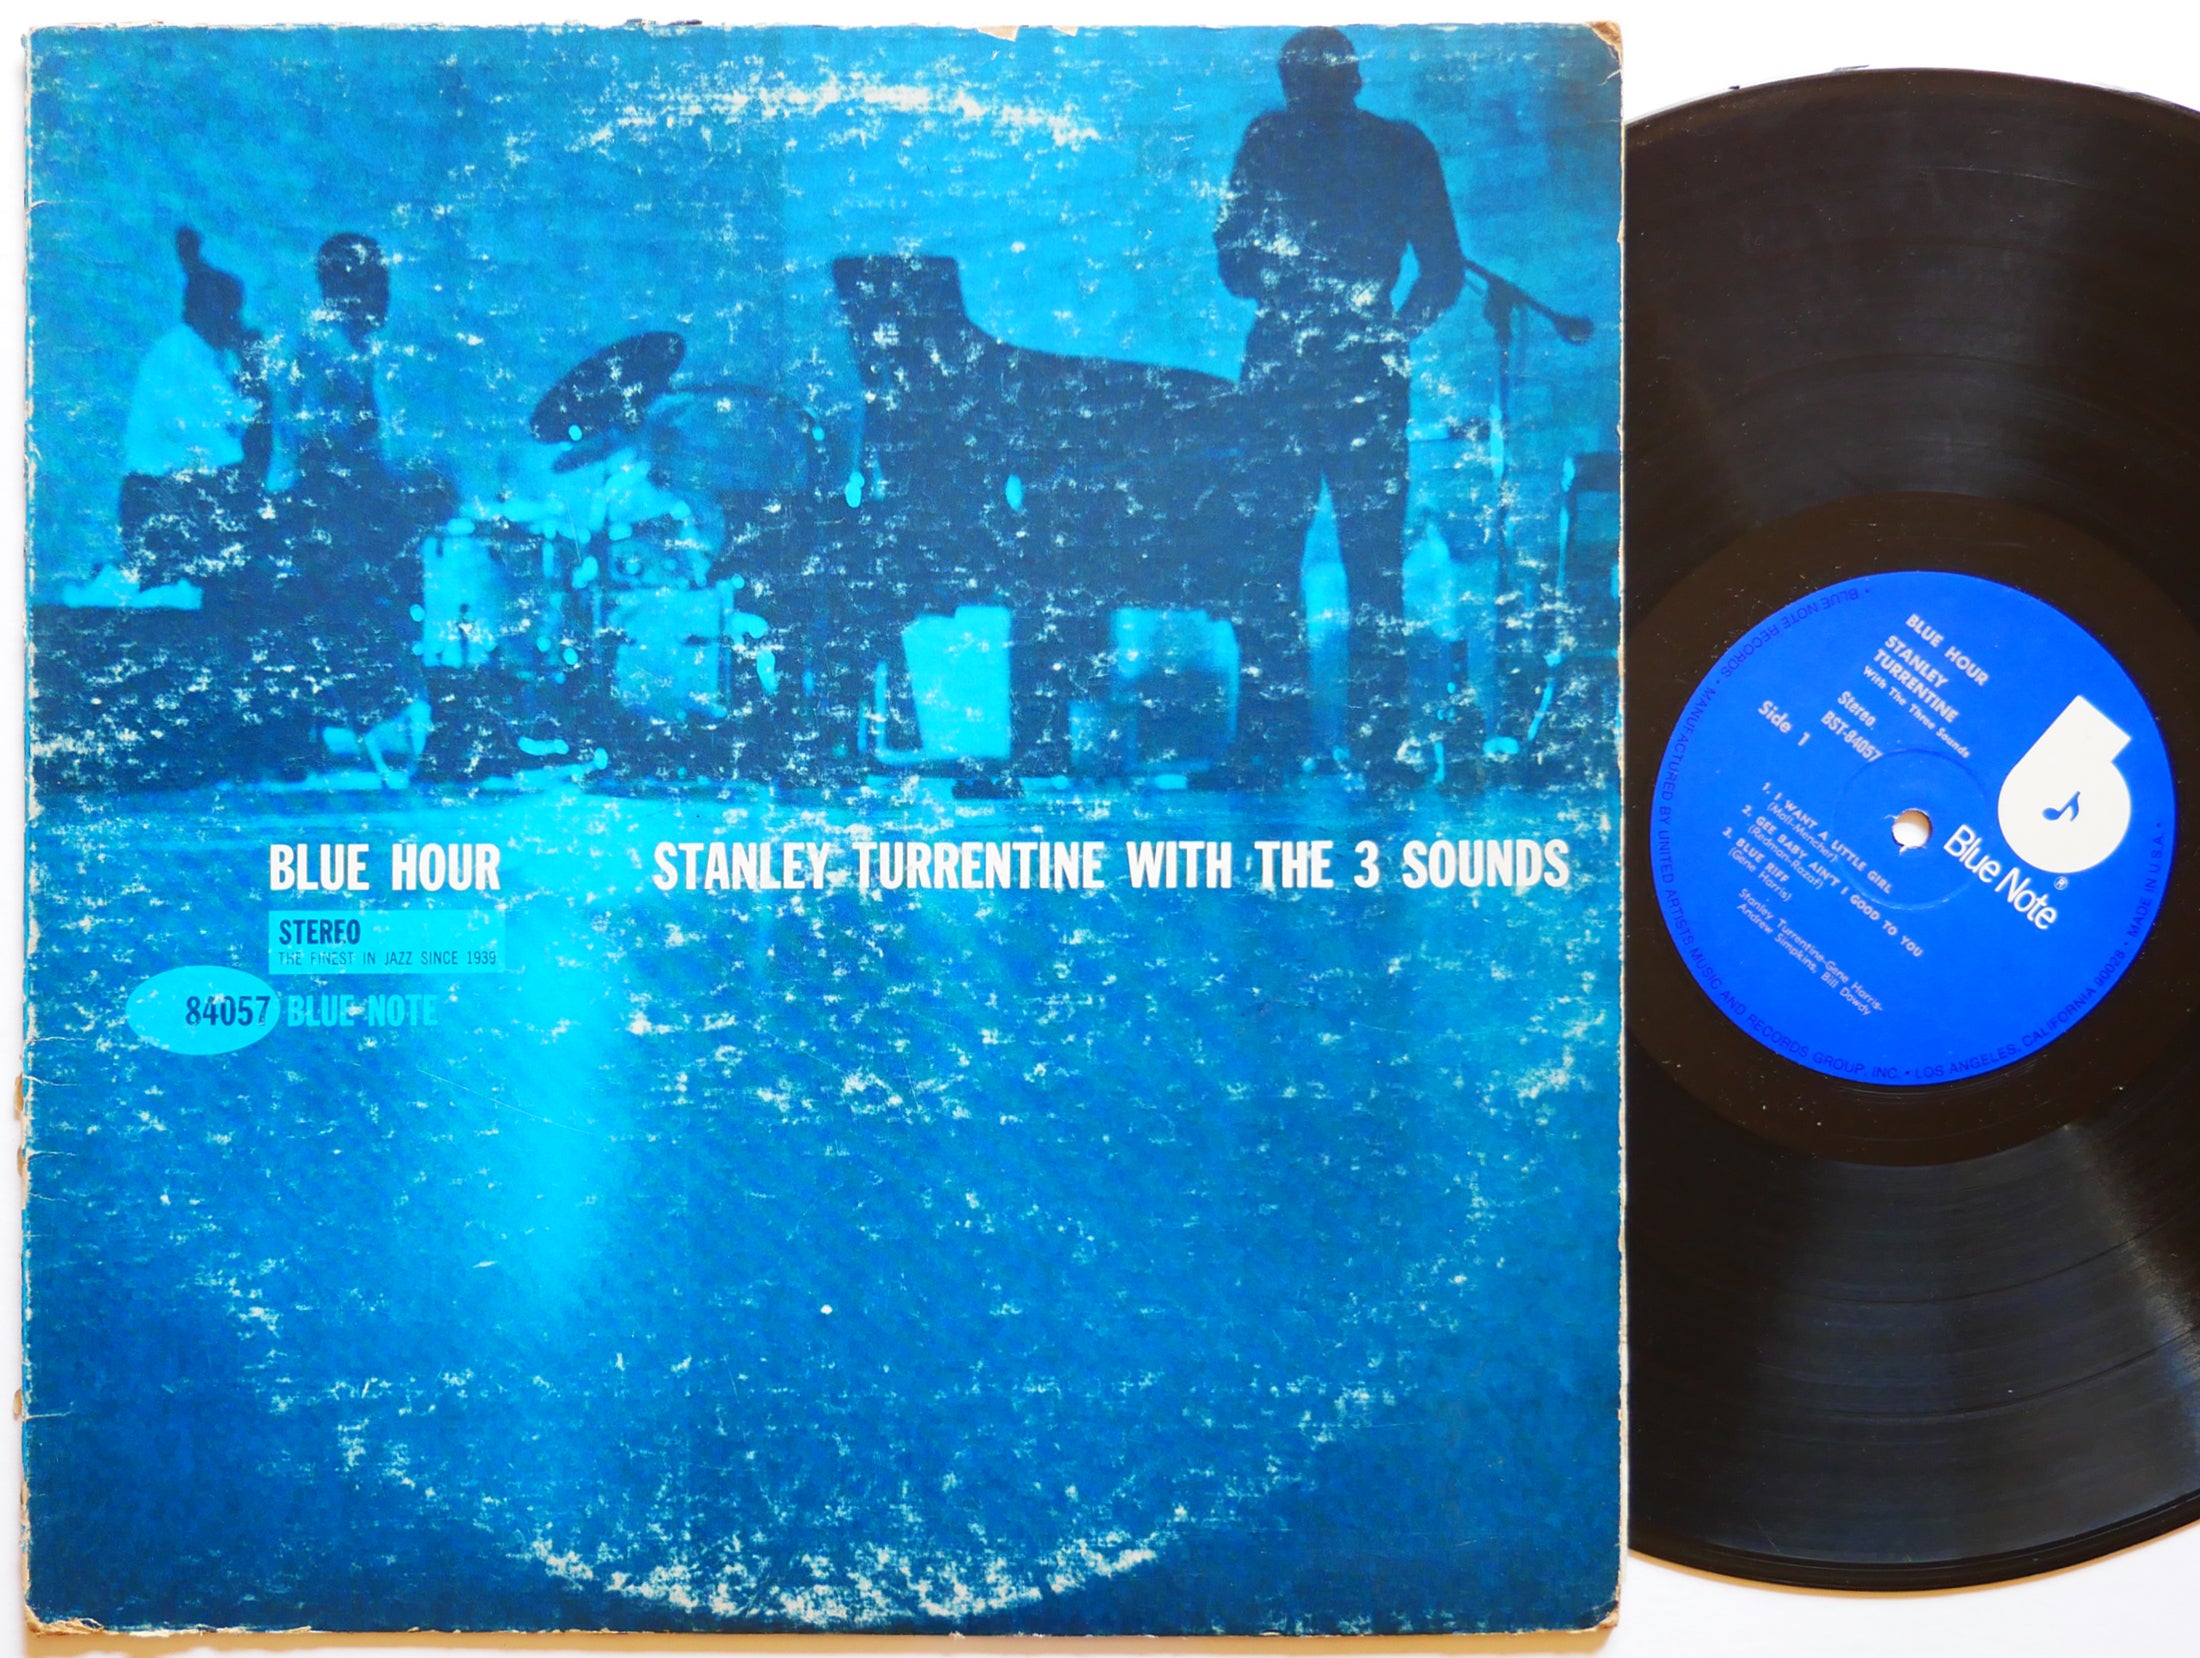 BLUE HOUR STANLEY TURRENTINE WITH THE 3 SOUNDS
STEREO
THE FINEST IN JAZZ SINCE 1939
84057 BLUE NOTE
BLUE HOUR
STANLEY
TURRENTINE
With The Three Sounds
Stereo
BST-84057
Side 1
1. I WANT A LITTLE GIRL
(Moll-Mencher)
2. GEE BABY AIN'T I GOOD TO YOU
(Redman-Razaf)
3. BLUE RIFF
(Gene Harris)
Stanley Turrentine-Gene Harris-
Andrew Simpkins, Bill Dowdy
Blue Note®
• BLUE NOTE RECORDS • MANUFACTURED BY UNITED ARTISTS MUSIC AND RECORDS GROUP, INC. • LOS ANGELES, CALIFORNIA 90028 • MADE IN U.S.A.